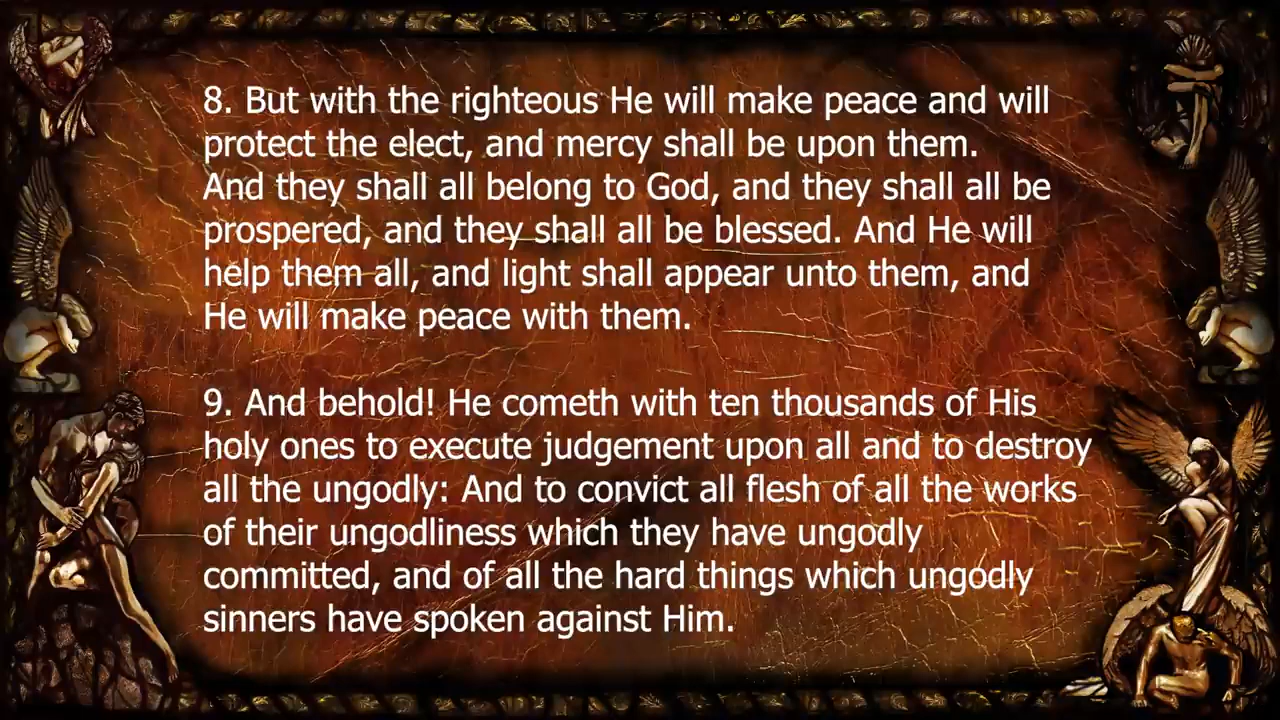 8. But with the righteous He will make peace and will
protect the elect, and mercy shall be upon them.
And they shall all belong to God, and they shall all be
prospered, and they shall all be blessed. And He will
help them all, and light shall appear unto them, and
He will make peace with them.
9. And behold! He cometh with ten thousands of His
holy ones to execute judgement upon all and to destroy
all the ungodly: And to convict all flesh of all the works
of their ungodliness which they have ungodly
committed, and of all the hard things which ungodly
sinners have spoken against Him.